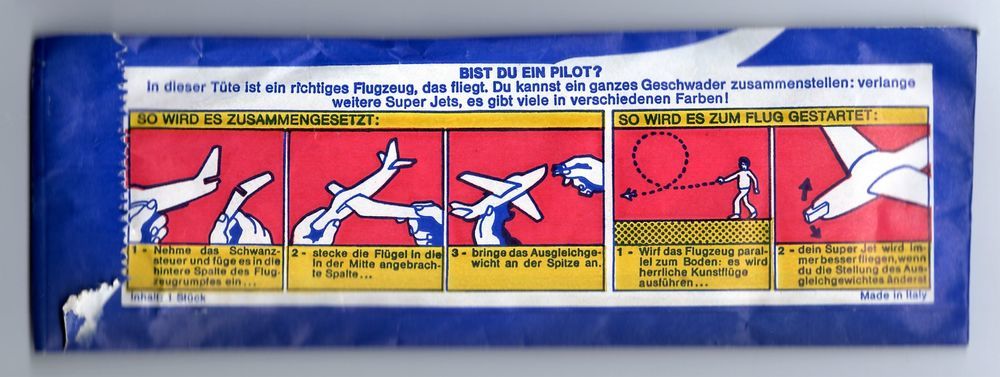 BIST DU EIN PILOT?
In dieser Tüte ist ein richtiges Flugzeug, das fliegt. Du kannst ein ganzes Geschwader zusammenstellen: verlange
weitere Super Jets, es gibt viele in verschiedenen Farben!
SO WIRD ES ZUSAMMENGESETZT:
1 - Nehme das Schwanz-
steuer und füge es in die
hintere Spalte des Flug-
zeugrumpfes ein...
2 - stecke die Flügel in die
in der Mitte angebrach-
te Spalte...
3 - bringe das Ausgleichge-
wicht an der Spitze an.
SO WIRD ES ZUM FLUG GESTARTET:
1 - Wirf das Flugzeug paral-
lel zum Boden: es wird
herrliche Kunstflüge
ausführen...
2 - dein Super Jet wird im-
mer besser fliegen, wenn
du die Stellung des Aus-
gleichgewichtes änderst
Inhalt: 1 Stück
Made in Italy